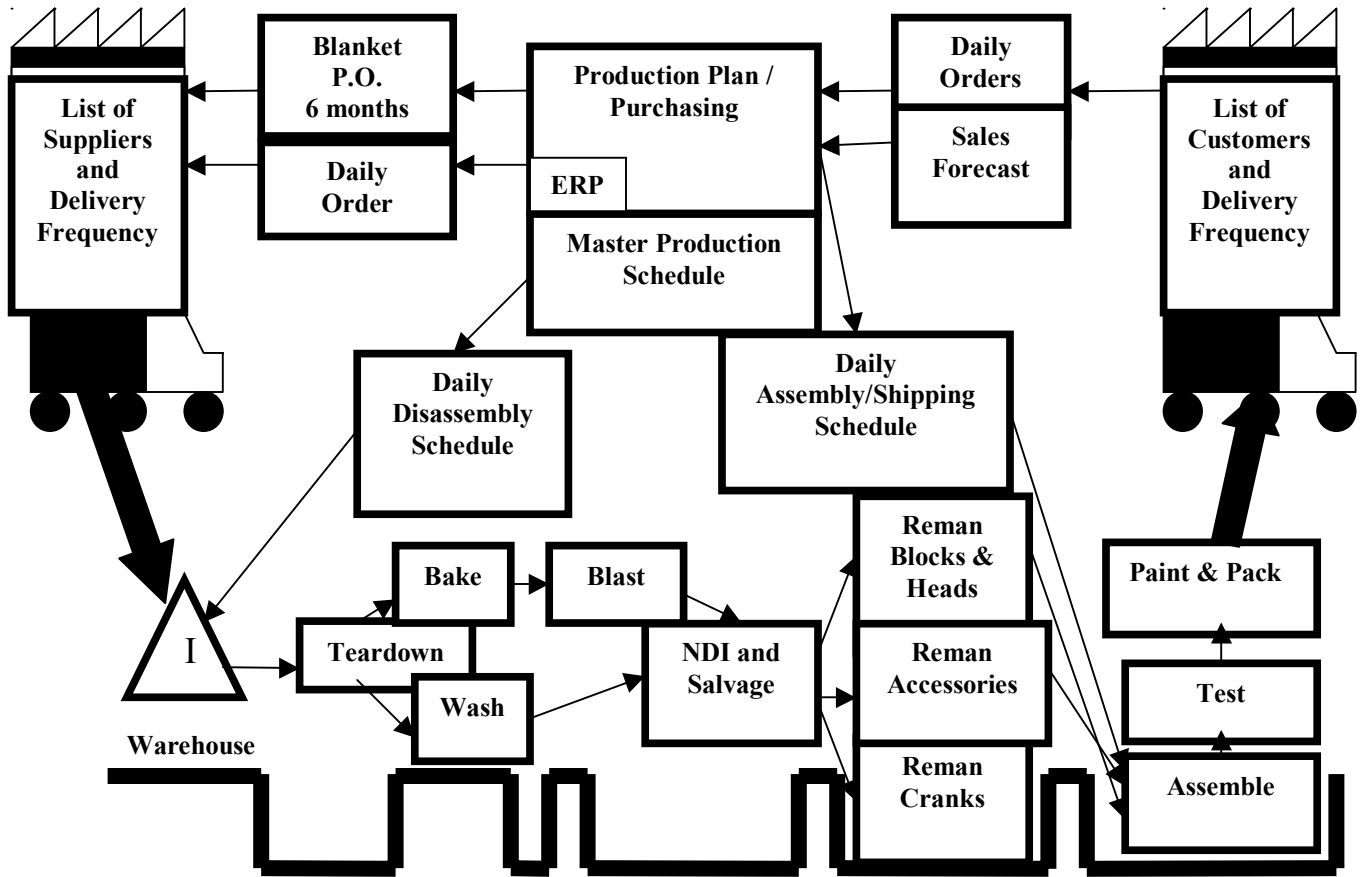 List of
Suppliers
and
Delivery
Frequency
Blanket
P.O.
6 months
Daily
Order
Production Plan /
Purchasing
ERP
Master Production
Schedule
Daily
Orders
Sales
Forecast
List of
Customers
and
Delivery
Frequency
Daily
Disassembly
Schedule
Daily
Assembly/Shipping
Schedule
I
Warehouse
Teardown
Bake
Wash
Blast
NDI and
Salvage
Reman
Blocks &
Heads
Reman
Accessories
Reman
Cranks
Paint & Pack
Test
Assemble